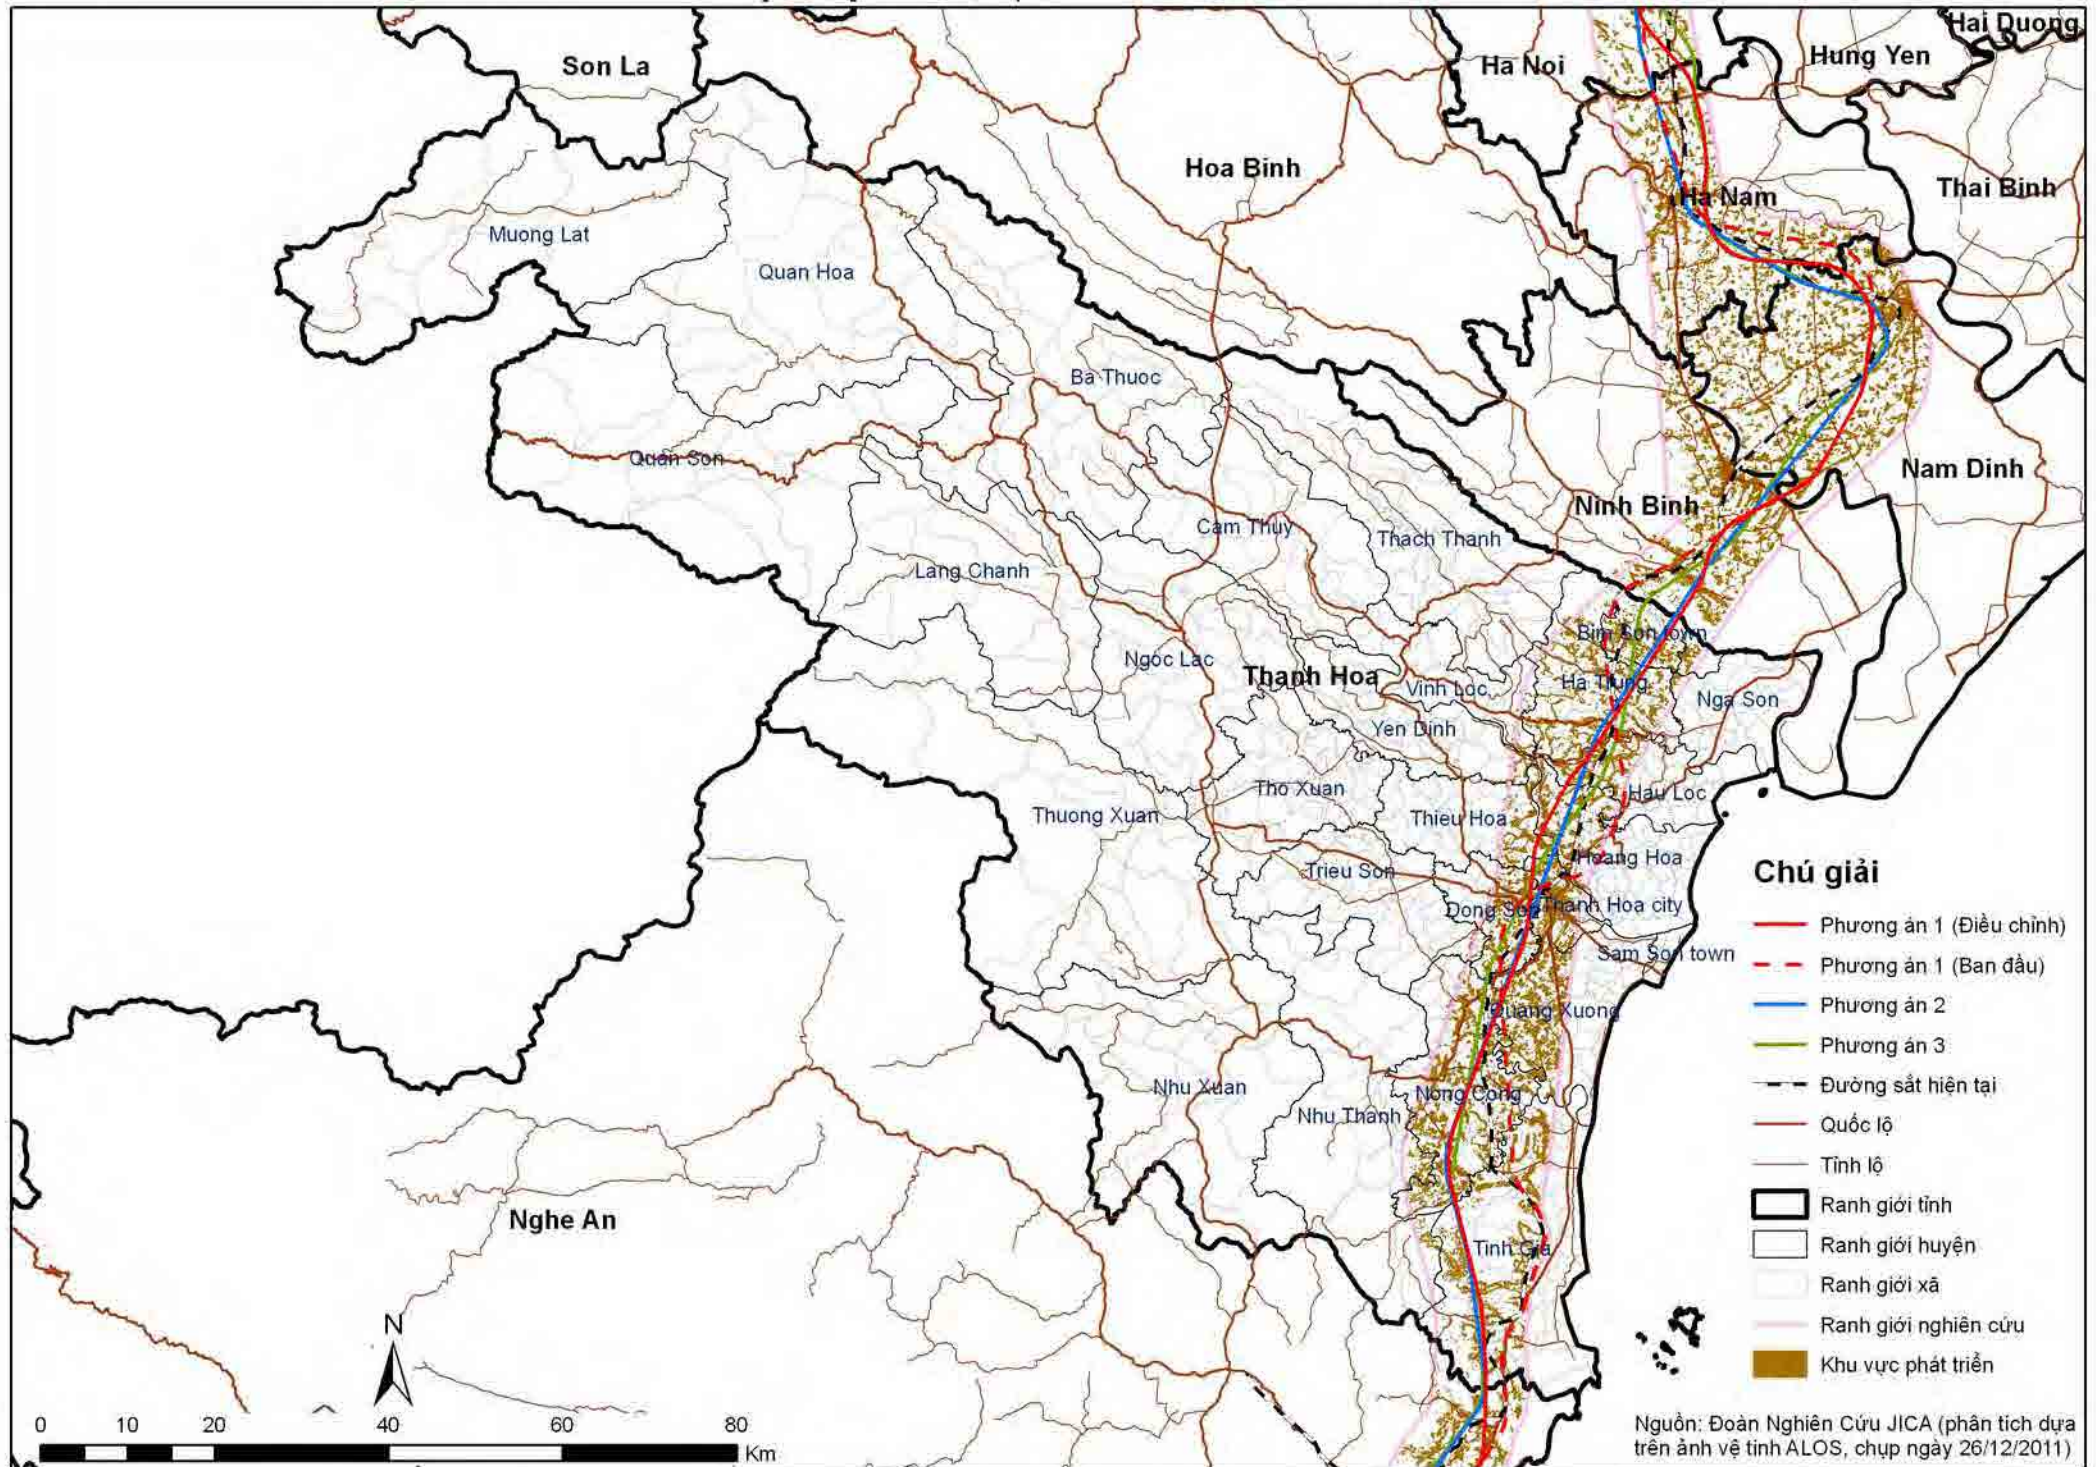 Hai Duong
Son La
Ha Noi
Hung Yen
Hoa Binh
Ha Nam
Thai Binh
Muong Lat
Quan Hoa
Ba Thuoc
Quan Son
Nam Dinh
Ninh Binh
Cam Thuy
Thach Thanh
Lang Chanh
Bim Son town
Ngoc Lac
Thanh Hoa
Vinh Loc
Ha Trung
Nga Son
Yen Dinh
Tho Xuan
Hau Loc
Thuong Xuan
Thieu Hoa
Hoang Hoa
Trieu Son
Dong Son
Thanh Hoa city
Sam Son town
Quang Xuong
Nhu Xuan
Nong Cong
Nhu Thanh
Nghe An
Tinh Gia
Chú giải
Phương án 1 (Điều chỉnh)
Phương án 1 (Ban đầu)
Phương án 2
Phương án 3
Đường sắt hiện tại
Quốc lộ
Tỉnh lộ
Ranh giới tỉnh
Ranh giới huyện
Ranh giới xã
Ranh giới nghiên cứu
Khu vực phát triển
N
0 10 20 40 60 80
Km
Nguồn: Đoàn Nghiên Cứu JICA (phân tích dựa
trên ảnh vệ tinh ALOS, chụp ngày 26/12/2011)